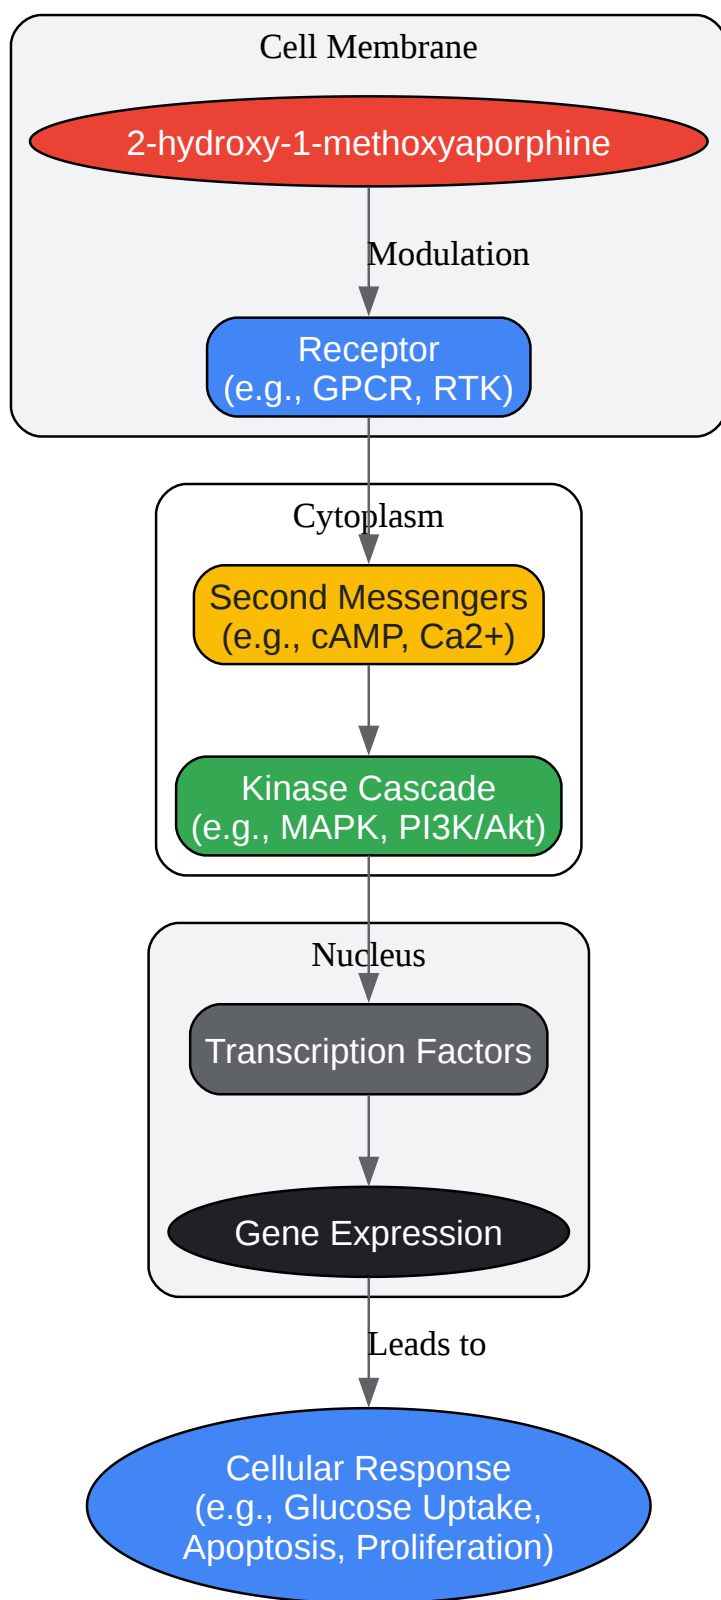 Cell Membrane
2-hydroxy-1-methoxyaporphine
Modulation
Receptor
(e.g., GPCR, RTK)
Cytoplasm
Second Messengers
(e.g., cAMP, Ca2+)
Kinase Cascade
(e.g., MAPK, PI3K/Akt)
Nucleus
Transcription Factors
Gene Expression
Leads to
Cellular Response
(e.g., Glucose Uptake,
Apoptosis, Proliferation)